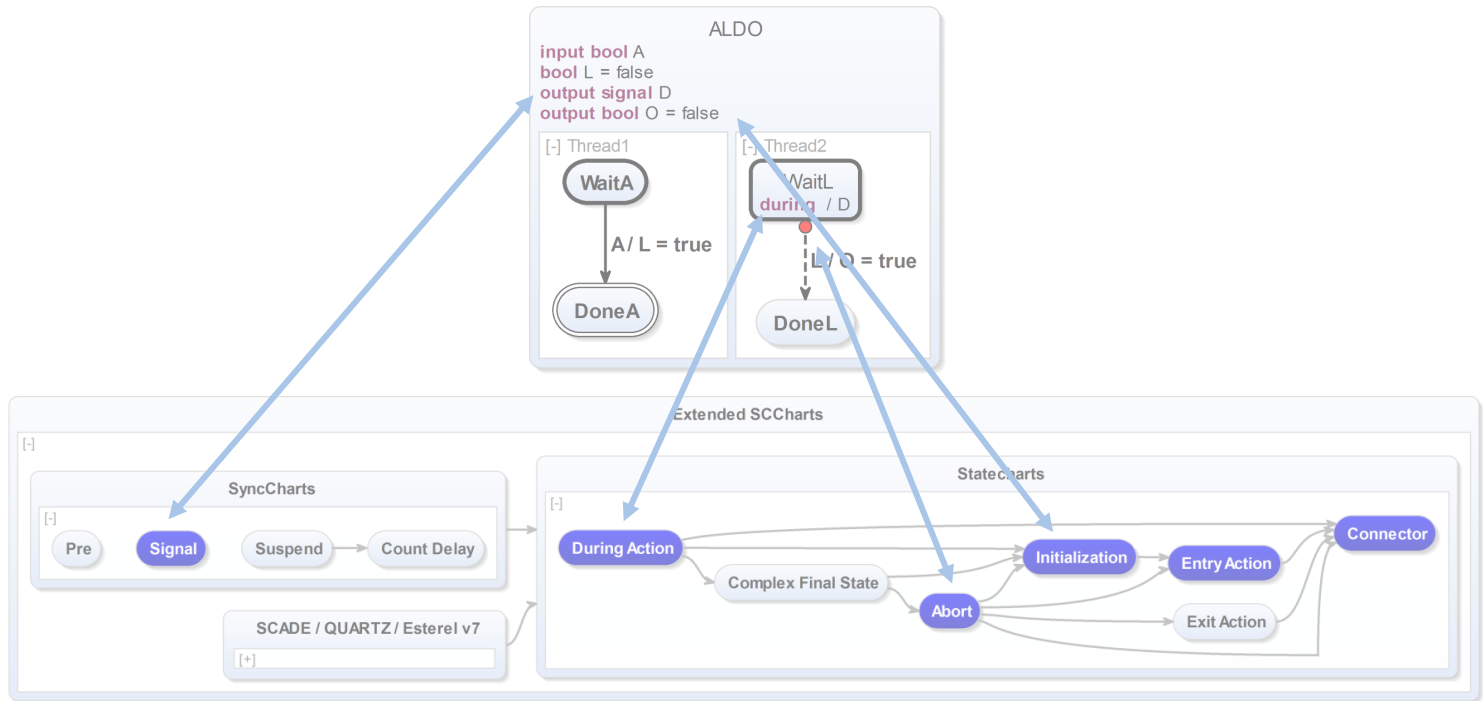 ALDO
input bool A
bool L = false
output signal D
output bool O = false
[-] Thread1
WaitA
A / L = true
DoneA
[-] Thread2
WaitL
during / D
L / O = true
DoneL
Extended SCCharts
[-]
SyncCharts
[-]
Pre
Signal
Suspend
Count Delay
SCADE / QUARTZ / Esterel v7
[+]
Statecharts
[-]
During Action
Complex Final State
Abort
Initialization
Entry Action
Exit Action
Connector